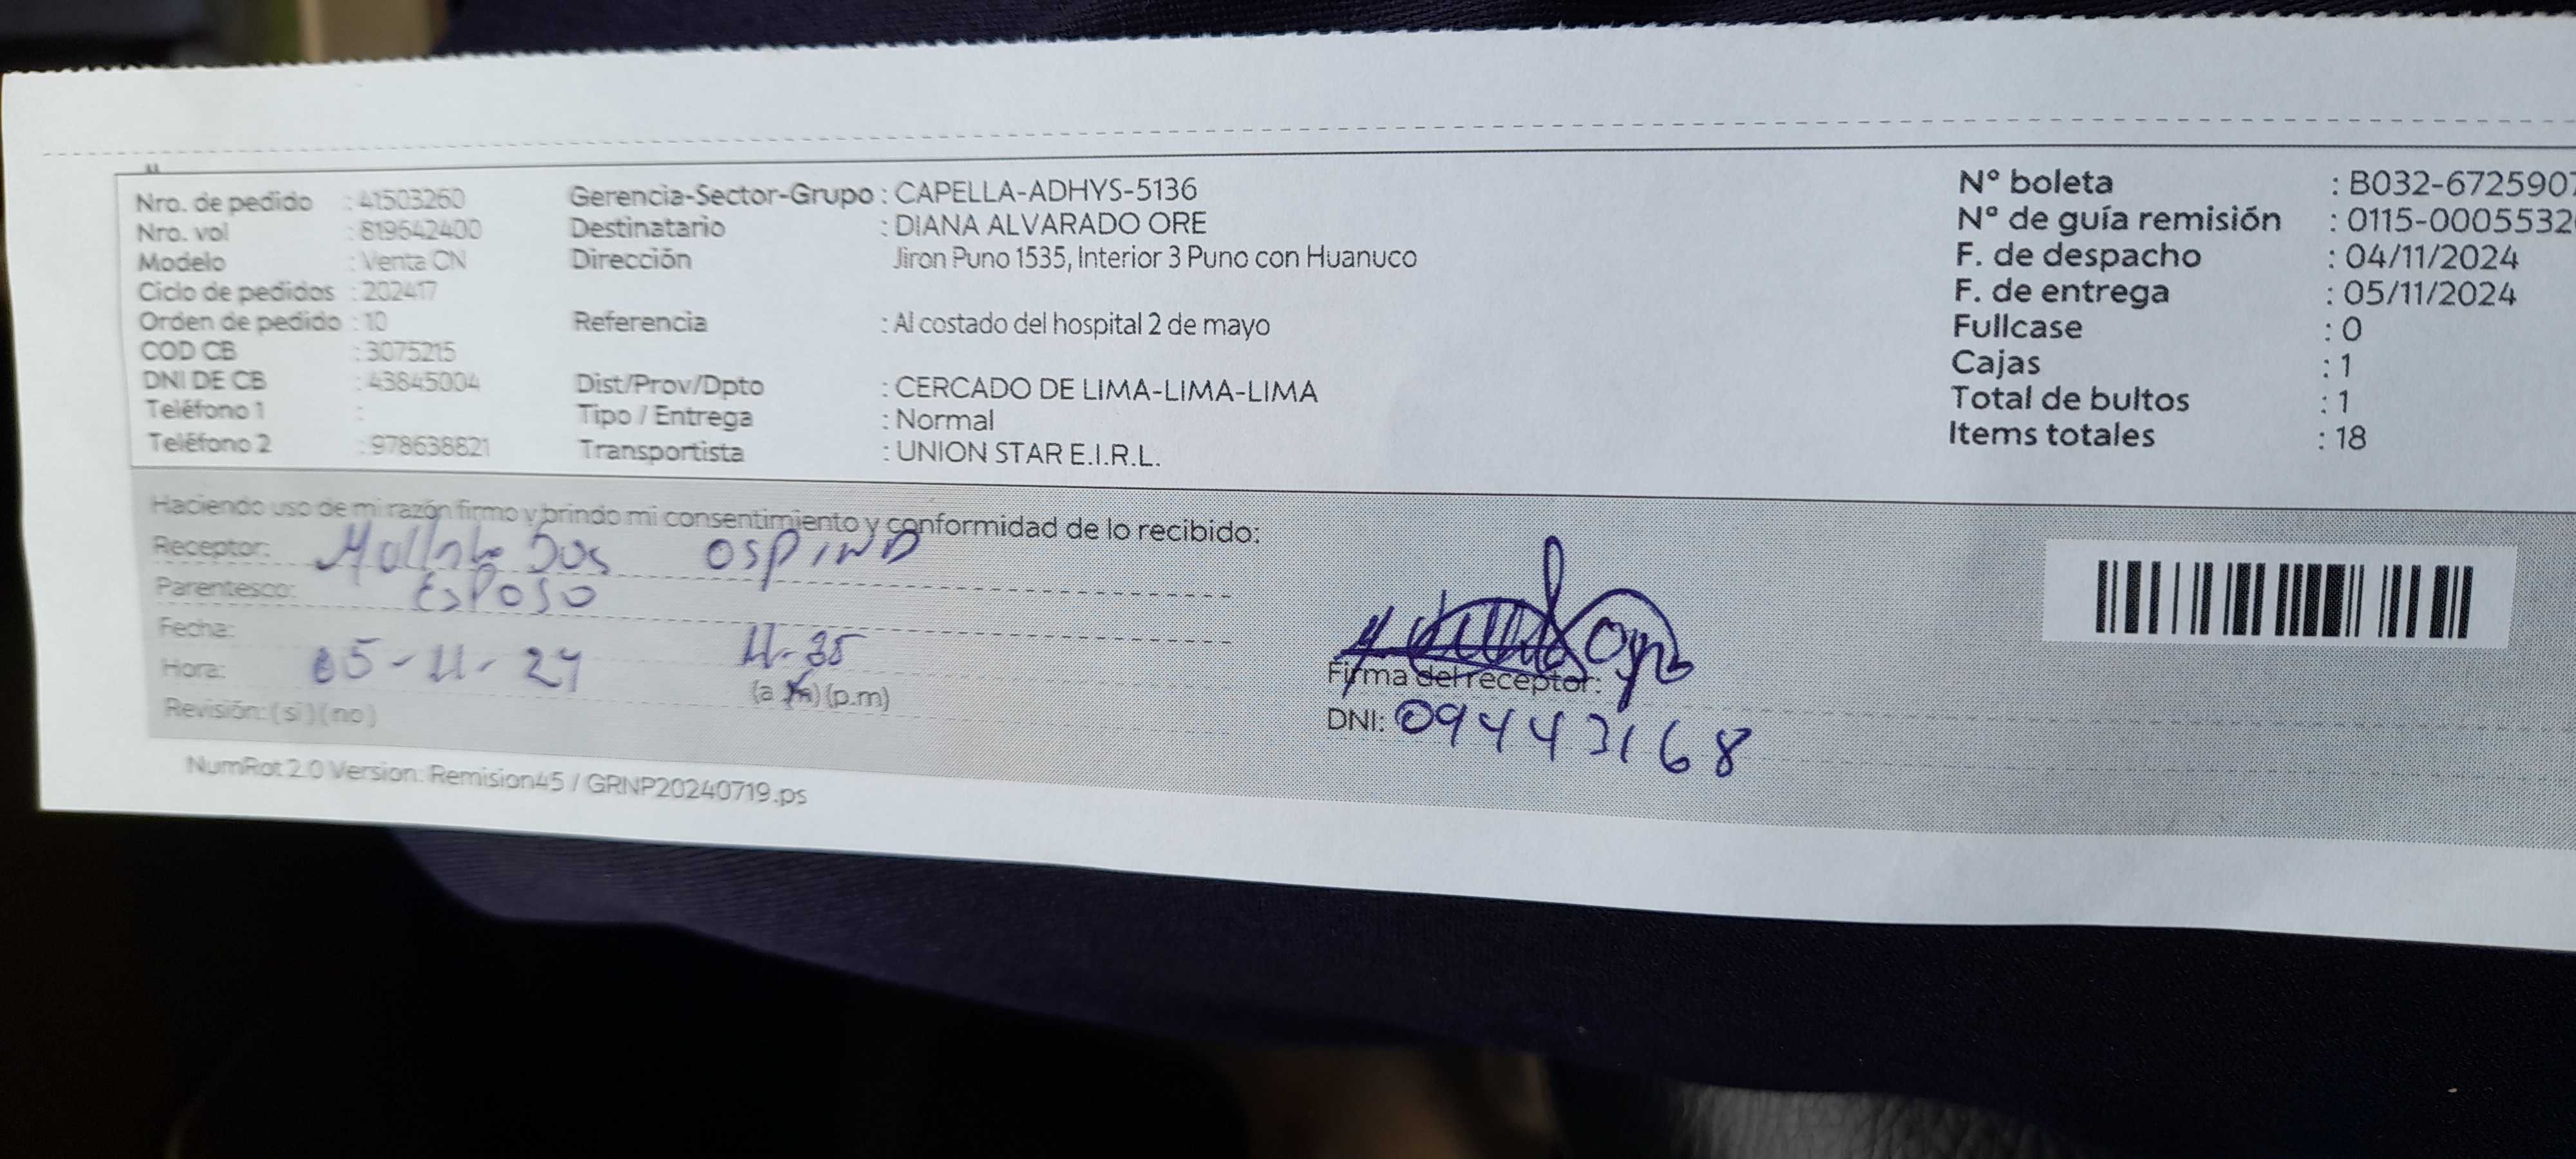 Nro. de pedido : 41503260
Nro. vol : 819642400
Modelo : Venta CN
Ciclo de pedidos : 202417
Orden de pedido : 10
COD CB : 3075215
DNI DE CB : 43845004
Teléfono 1 :
Teléfono 2 : 978638821
Gerencia-Sector-Grupo : CAPELLA-ADHYS-5136
Destinatario : DIANA ALVARADO ORE
Dirección Jiron Puno 1535, Interior 3 Puno con Huanuco
Referencia : Al costado del hospital 2 de mayo
Dist/Prov/Dpto : CERCADO DE LIMA-LIMA-LIMA
Tipo / Entrega : Normal
Transportista : UNION STAR E.I.R.L.
N° boleta : B032-6725907
N° de guía remisión : 0115-0005532
F. de despacho : 04/11/2024
F. de entrega : 05/11/2024
Fullcase : 0
Cajas : 1
Total de bultos : 1
Items totales : 18
Haciendo uso de mi razón firmo y brindo mi consentimiento y conformidad de lo recibido:
Receptor: OSPINO
Parentesco: ESPOSO
Fecha:
Hora: 05-11-24 11-35
(a.m) (p.m)
Revisión: (si) (no)
Firma del receptor:
DNI: 09443168
NumRot 2.0 Version: Remision45 / GRNP20240719.ps